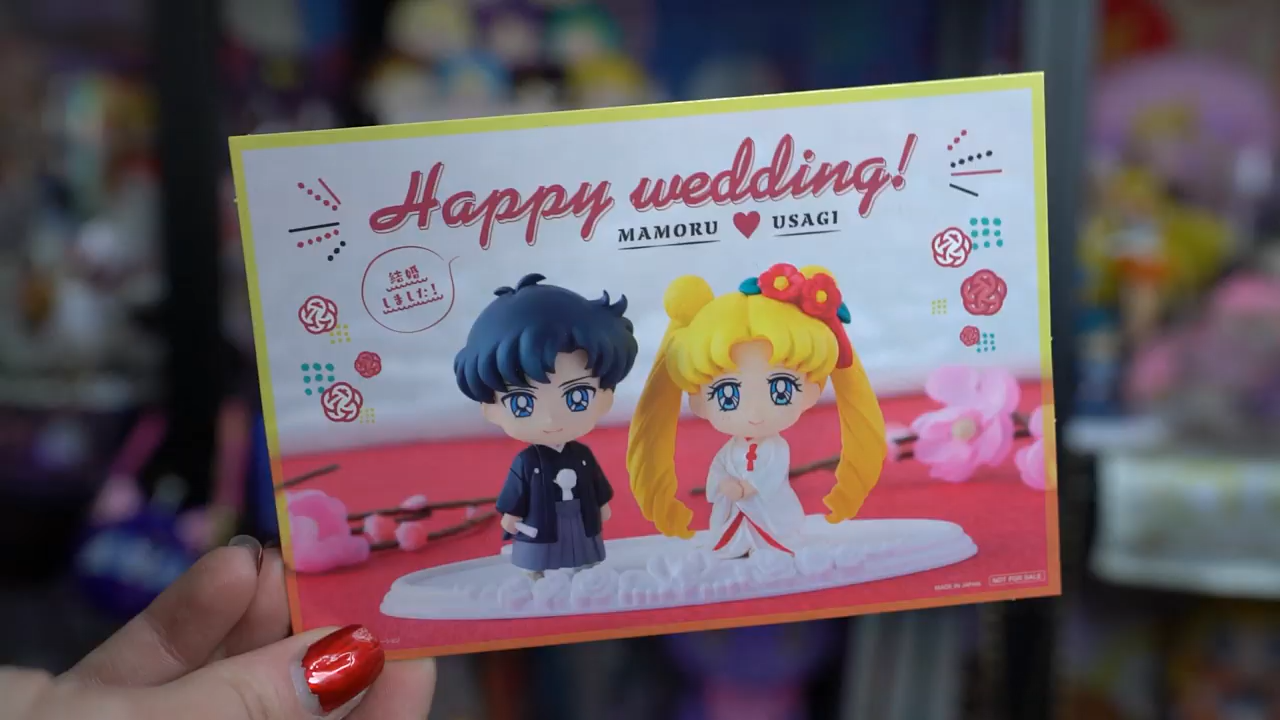 Happy wedding!
MAMORU ♥ USAGI
結婚
しました!
MADE IN JAPAN
NOT FOR SALE